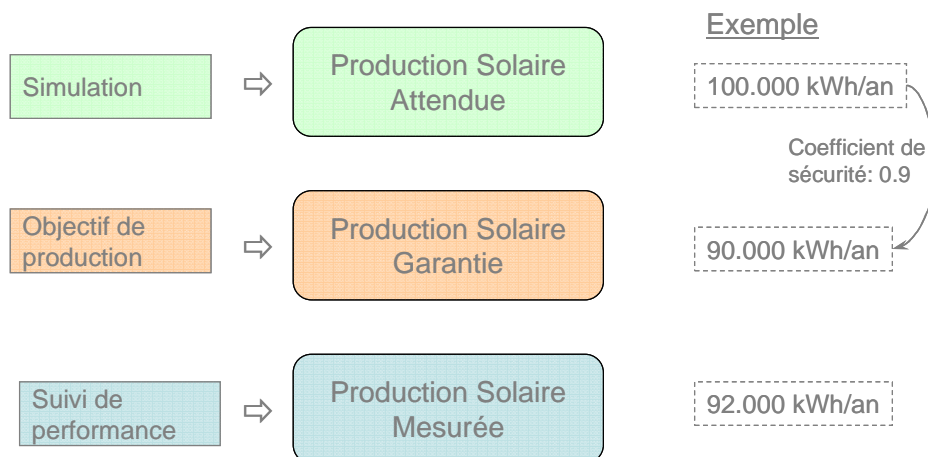 Exemple
Simulation
Production Solaire
Attendue
100.000 kWh/an
Coefficient de
sécurité: 0.9
Objectif de
production
Production Solaire
Garantie
90.000 kWh/an
Suivi de
performance
Production Solaire
Mesurée
92.000 kWh/an